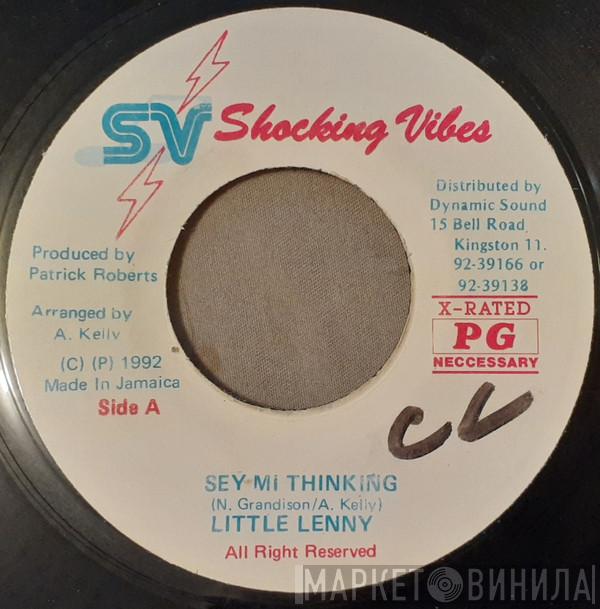 SV Shocking Vibes
Distributed by
Dynamic Sound
15 Bell Road
Kingston 11.
92-39166 or
92-39138
X-RATED
PG
NECCESSARY
Produced by
Patrick Roberts
Arranged by
A. Kelly
(C) (P) 1992
Made In Jamaica
Side A
CC
SEY MI THINKING
(N. Grandison/A. Kelly)
LITTLE LENNY
All Right Reserved
МАРКЕТ ВИНИЛА